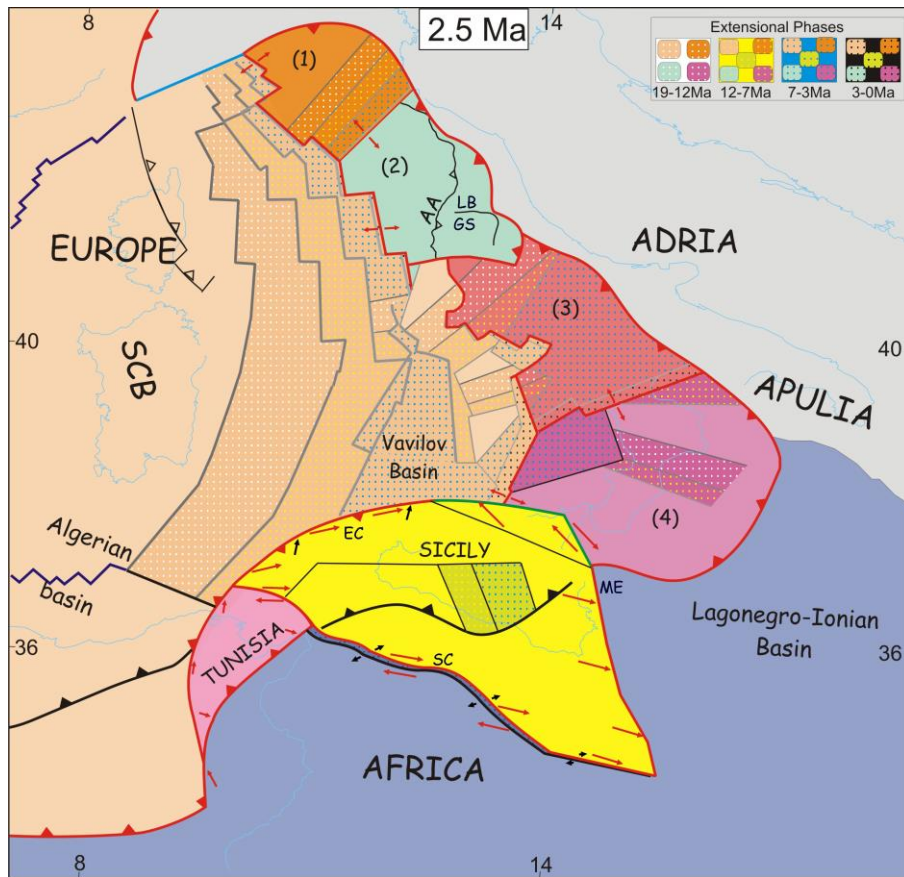 8
2.5 Ma
14
Extensional Phases
19-12Ma
12-7Ma
7-3Ma
3-0Ma
(1)
(2)
AA
LB
GS
EUROPE
ADRIA
(3)
40
40
SCB
APULIA
Vavilov
Basin
(4)
Algerian
basin
EC
SICILY
ME
Lagonegro-Ionian
Basin
36
36
TUNISIA
SC
AFRICA
8
14